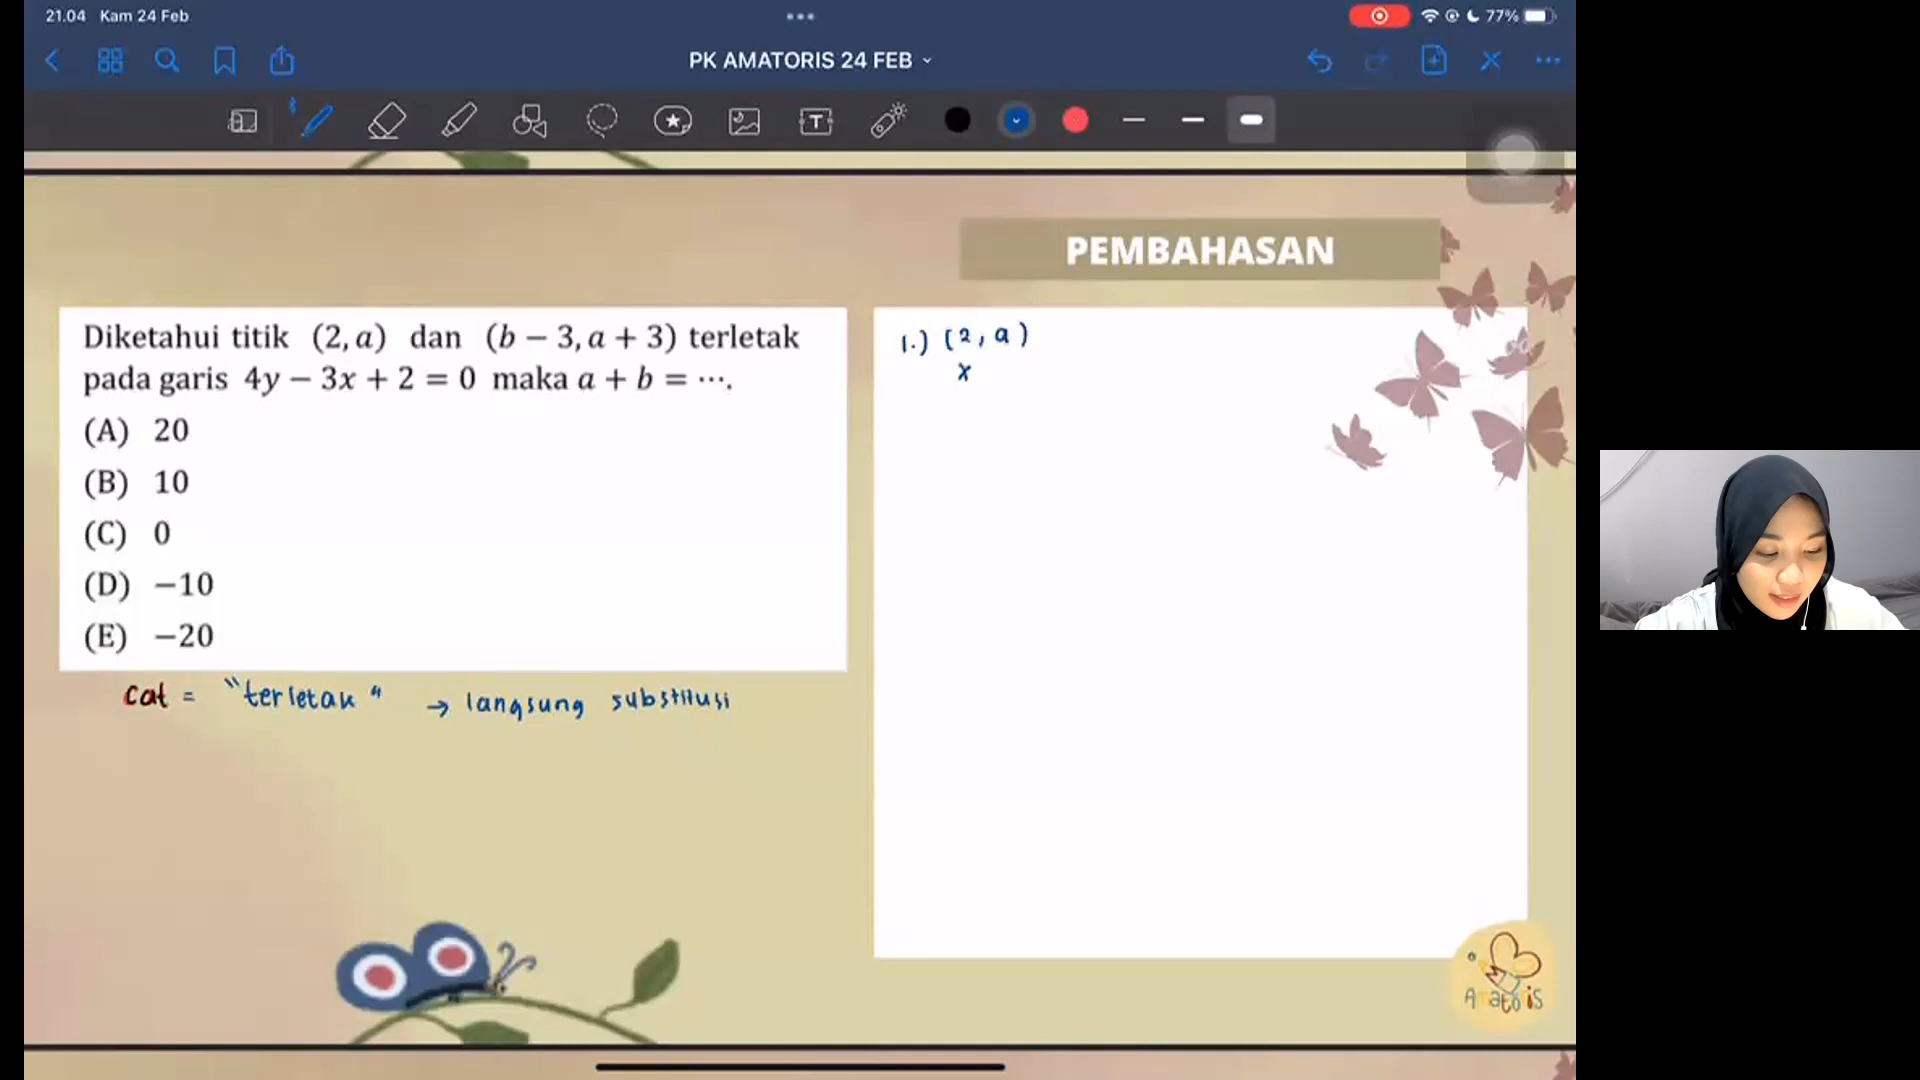 21.04 Kam 24 Feb
77%
PK AMATORIS 24 FEB
T
PEMBAHASAN
Diketahui titik (2, a) dan (b − 3, a + 3) terletak
pada garis 4y − 3x + 2 = 0 maka a + b = ⋯.
(A) 20
(B) 10
(C) 0
(D) −10
(E) −20
cat = "terletak" → langsung substitusi
1.) (2, a)
x
Amatoris